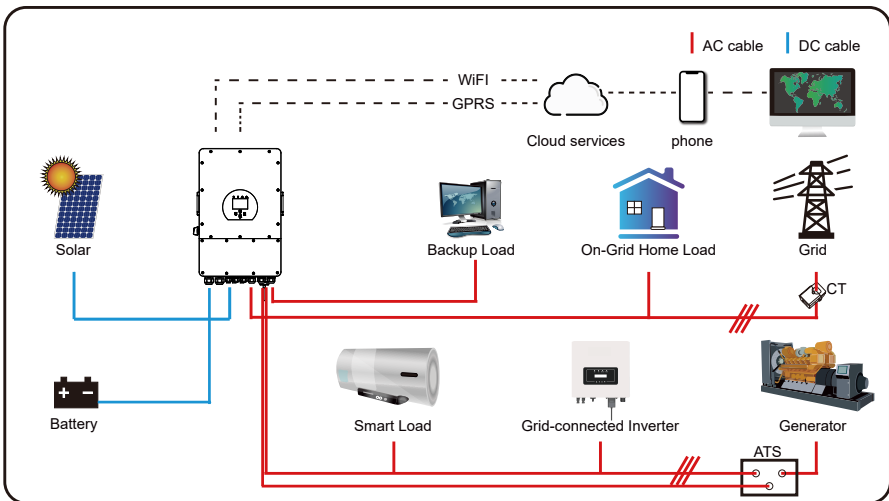 AC cable
DC cable
WiFI
GPRS
Cloud services
phone
Solar
Backup Load
On-Grid Home Load
Grid
CT
Battery
Smart Load
Grid-connected Inverter
Generator
ATS